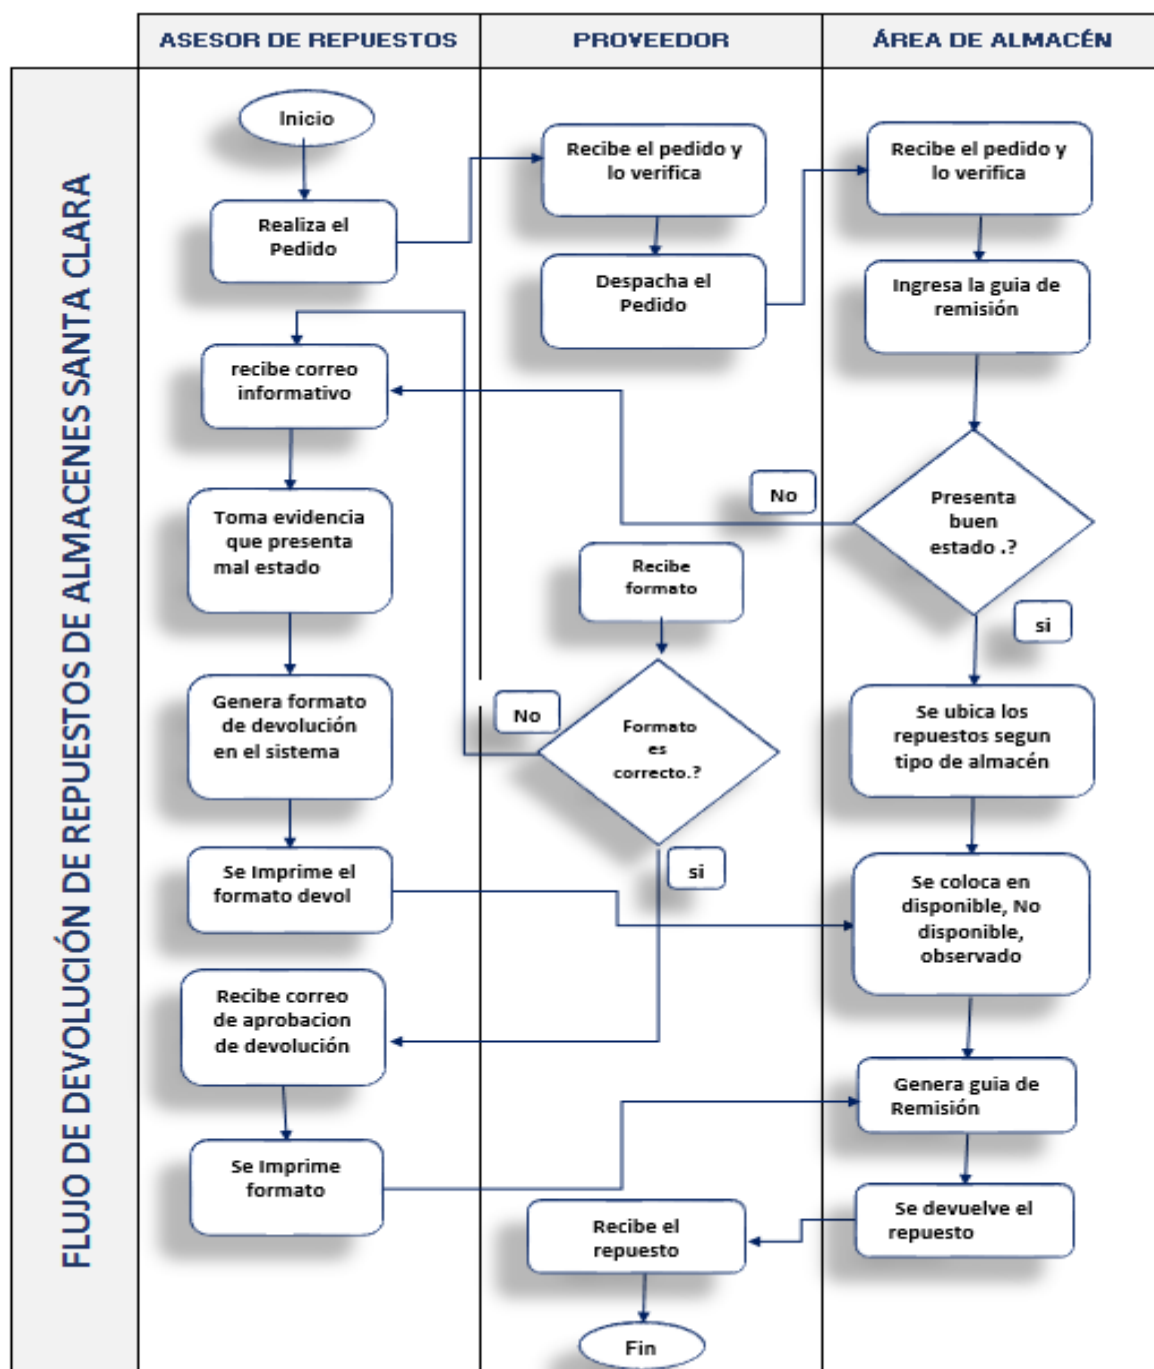 ASESOR DE REPUESTOS
PROVEEDOR
ÁREA DE ALMACÉN
FLUJO DE DEVOLUCIÓN DE REPUESTOS DE ALMACENES SANTA CLARA
Inicio
Realiza el
Pedido
recibe correo
informativo
Toma evidencia
que presenta
mal estado
Genera formato
de devolución
en el sistema
Se Imprime el
formato devol
Recibe correo
de aprobacion
de devolución
Se Imprime
formato
Recibe el pedido y
lo verifica
Despacha el
Pedido
Recibe
formato
No
Formato
es
correcto.?
si
Recibe el
repuesto
Fin
Recibe el pedido y
lo verifica
Ingresa la guia de
remisión
No
Presenta
buen
estado .?
si
Se ubica los
repuestos segun
tipo de almacén
Se coloca en
disponible, No
disponible,
observado
Genera guia de
Remisión
Se devuelve el
repuesto